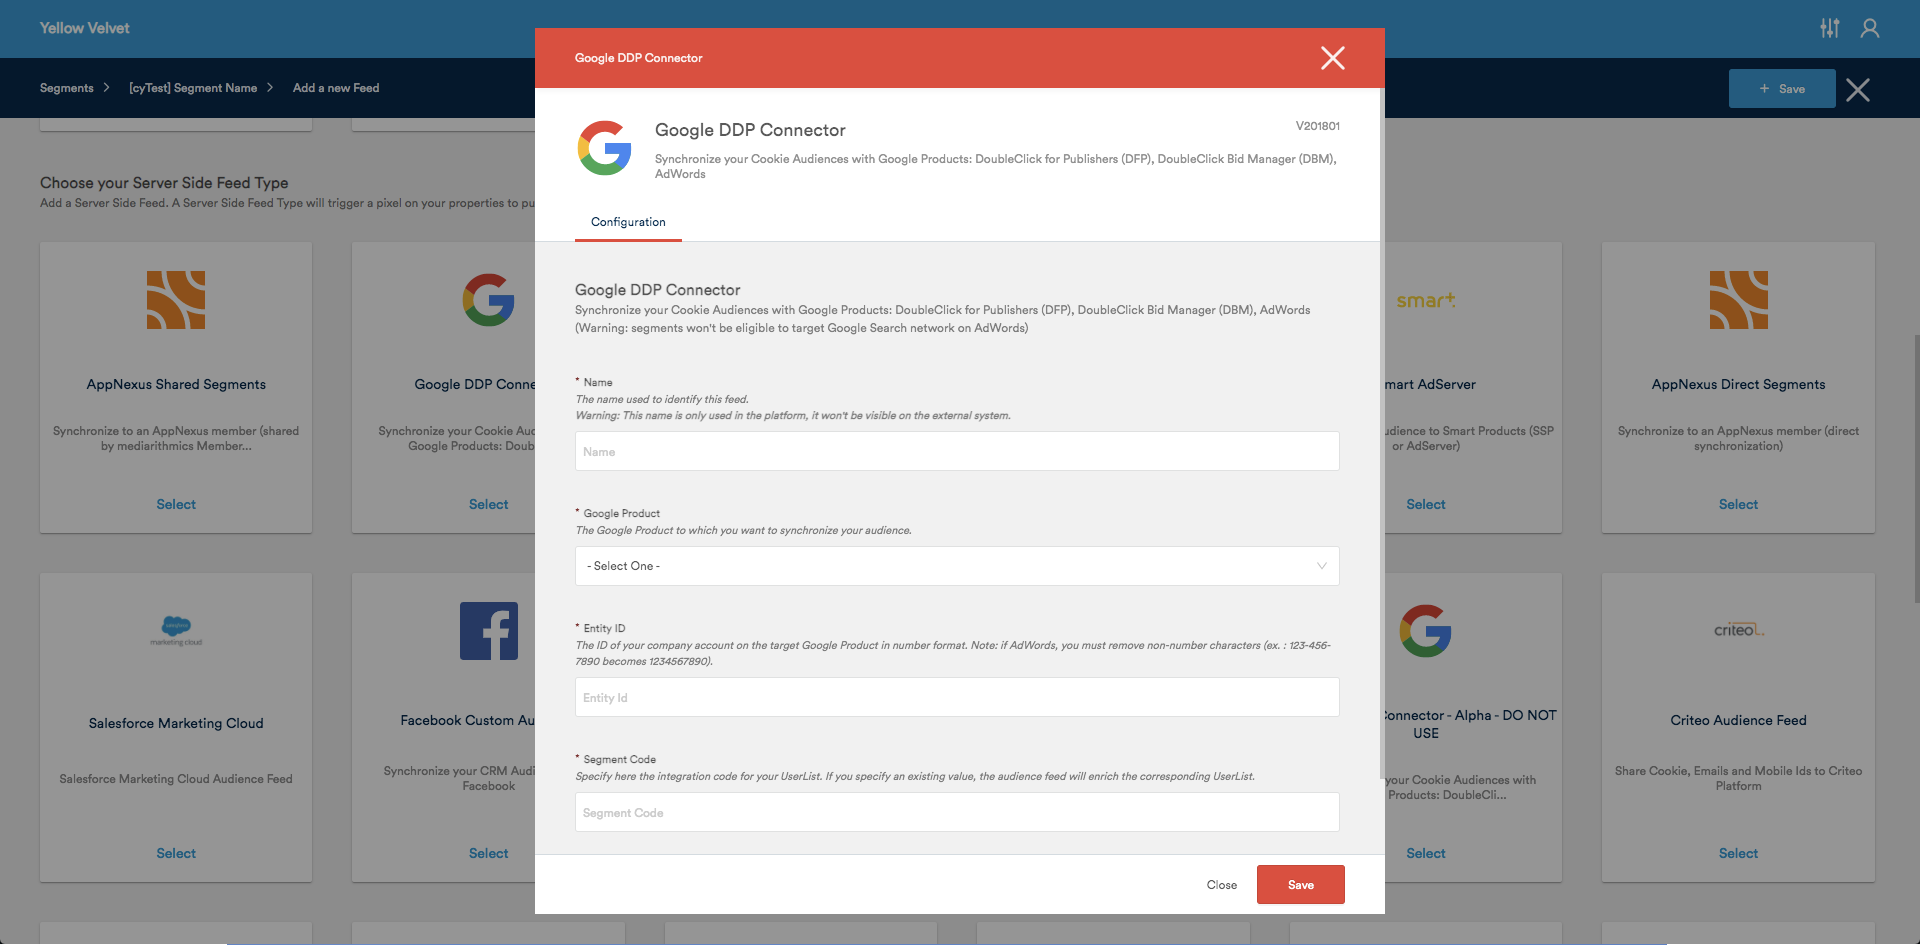 Yellow Velvet
Segments > [cyTest] Segment Name > Add a new Feed
+ Save
Choose your Server Side Feed Type
Add a Server Side Feed. A Server Side Feed Type will trigger a pixel on your properties to pu
AppNexus Shared Segments
Synchronize to an AppNexus member (shared
by mediarithmics Member...
Select
Google DDP Conne
Synchronize your Cookie Aud
Google Products: Doub
Select
smart
mart AdServer
udience to Smart Products (SSP
or AdServer)
Select
AppNexus Direct Segments
Synchronize to an AppNexus member (direct
synchronization)
Select
salesforce
marketing cloud
Salesforce Marketing Cloud
Salesforce Marketing Cloud Audience Feed
Select
Facebook Custom Au
Synchronize your CRM Audi
Facebook
Select
Connector - Alpha - DO NOT
USE
your Cookie Audiences with
Products: DoubleCli...
Select
criteo
Criteo Audience Feed
Share Cookie, Emails and Mobile Ids to Criteo
Platform
Select
Google DDP Connector
Google DDP Connector
V201801
Synchronize your Cookie Audiences with Google Products: DoubleClick for Publishers (DFP), DoubleClick Bid Manager (DBM),
AdWords
Configuration
Google DDP Connector
Synchronize your Cookie Audiences with Google Products: DoubleClick for Publishers (DFP), DoubleClick Bid Manager (DBM), AdWords
(Warning: segments won't be eligible to target Google Search network on AdWords)
* Name
The name used to identify this feed.
Warning: This name is only used in the platform, it won't be visible on the external system.
Name
* Google Product
The Google Product to which you want to synchronize your audience.
- Select One -
* Entity ID
The ID of your company account on the target Google Product in number format. Note: if AdWords, you must remove non-number characters (ex. : 123-456-
7890 becomes 1234567890).
Entity Id
* Segment Code
Specify here the integration code for your UserList. If you specify an existing value, the audience feed will enrich the corresponding UserList.
Segment Code
Close
Save